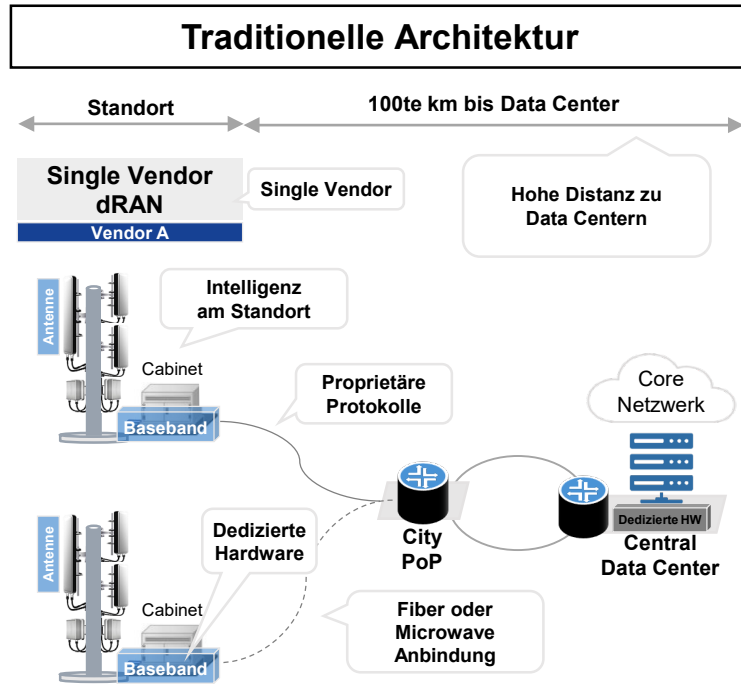 Traditionelle Architektur
Standort
100te km bis Data Center
Single Vendor
dRAN
Vendor A
Single Vendor
Hohe Distanz zu
Data Centern
Antenne
Intelligenz
am Standort
Cabinet
Baseband
Proprietäre
Protokolle
Core
Netzwerk
Dedizierte HW
City
PoP
Central
Data Center
Antenne
Dedizierte
Hardware
Cabinet
Baseband
Fiber oder
Microwave
Anbindung